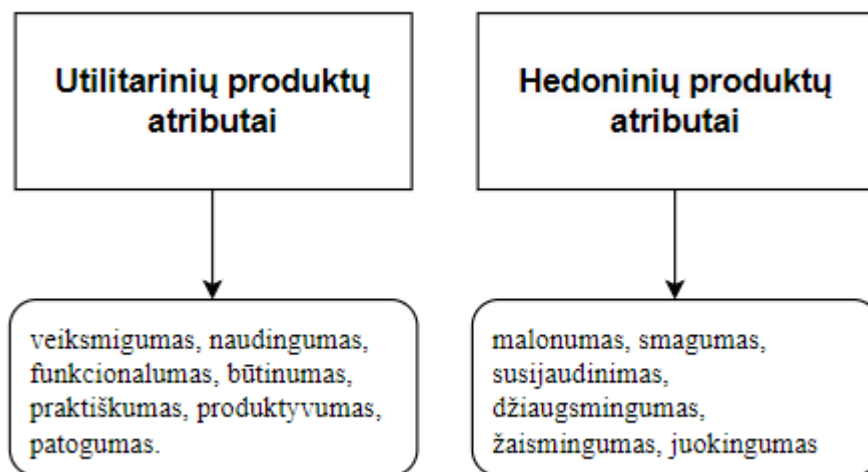 Utilitarinių produktų
atributai
Hedoninių produktų
atributai
veiksmigumas, naudingumas,
funkcionalumas, būtinumas,
praktiškumas, produktyvumas,
patogumas.
malonumas, smagumas,
susijaudinimas,
džiaugsmingumas,
žaismingumas, juokingumas